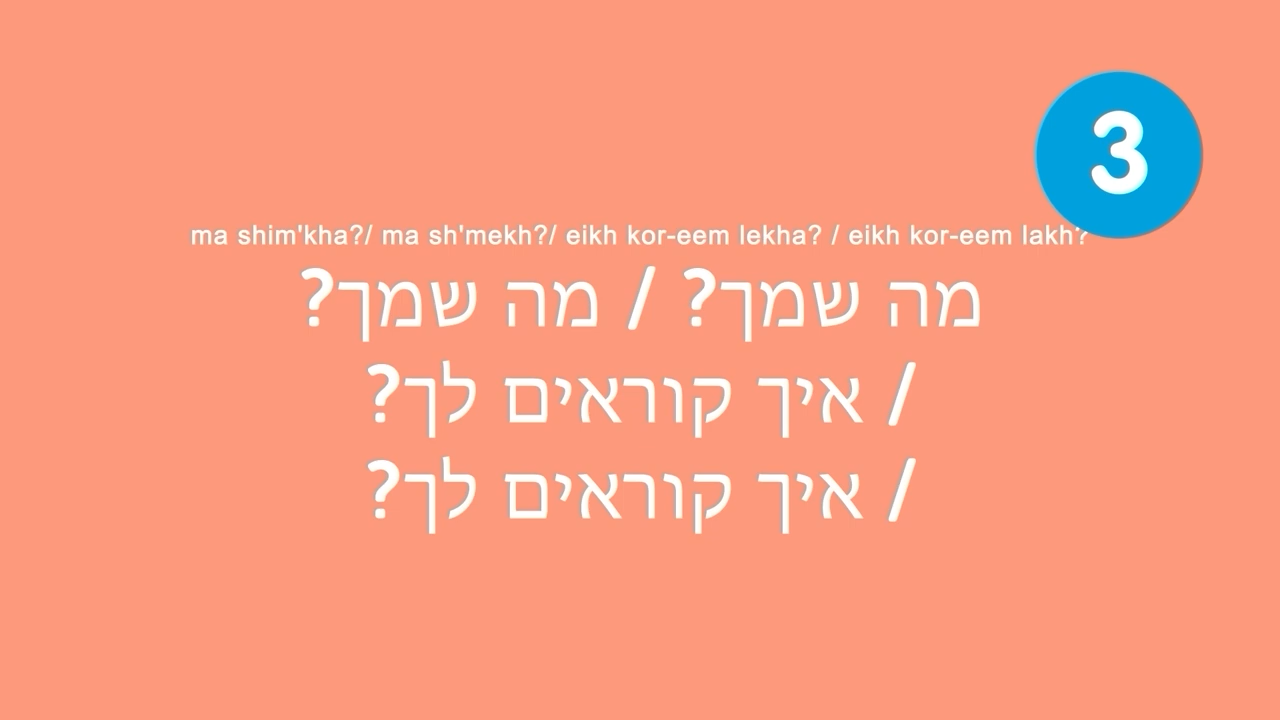 3
ma shim'kha?/ ma sh'mekh?/ eikh kor-eem lekha? / eikh kor-eem lakh?
מה שמך? / מה שמך?
/ איך קוראים לך?
/ איך קוראים לך?